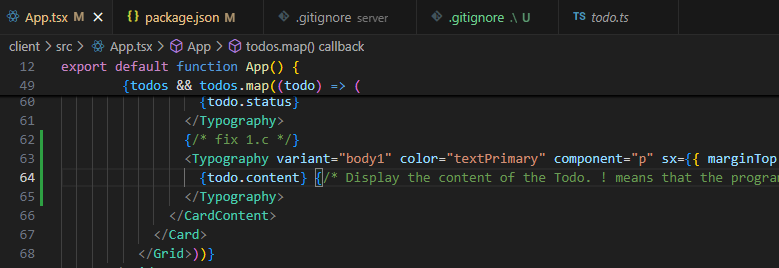 App.tsx M package.json M .gitignore server .gitignore .\ U TS todo.ts
client > src > App.tsx > App > todos.map() callback
12 export default function App() {
49 {todos && todos.map((todo) => (
60 {todo.status}
61 </Typography>
62 {/* fix 1.c */}
63 <Typography variant="body1" color="textPrimary" component="p" sx={{ marginTop
64 {todo.content} {/* Display the content of the Todo. ! means that the progra
65 </Typography>
66 </CardContent>
67 </Card>
68 </Grid>))}